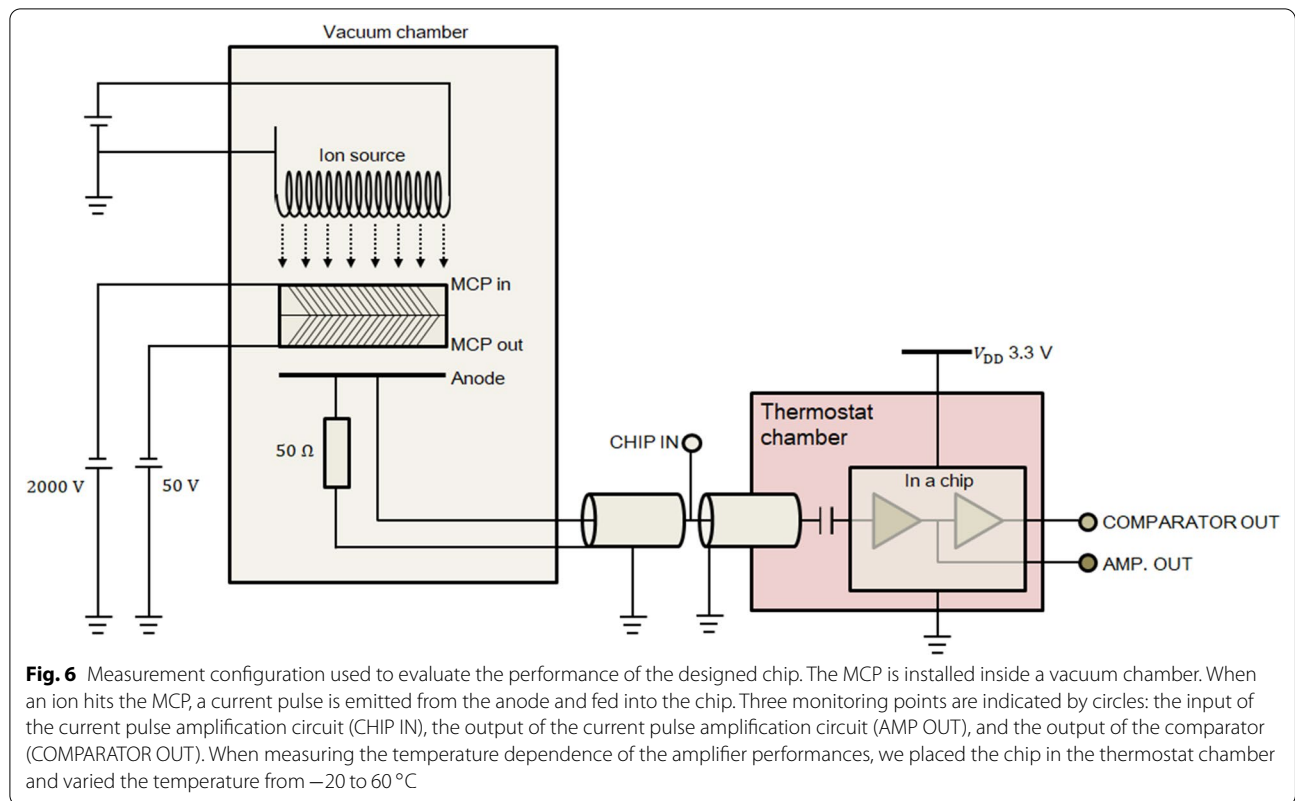 Vacuum chamber
Ion source
MCP in
MCP out
Anode
50 Ω
2000 V
50 V
CHIP IN
V_DD 3.3 V
Thermostat
chamber
In a chip
COMPARATOR OUT
AMP. OUT
Fig. 6 Measurement configuration used to evaluate the performance of the designed chip. The MCP is installed inside a vacuum chamber. When
an ion hits the MCP, a current pulse is emitted from the anode and fed into the chip. Three monitoring points are indicated by circles: the input of
the current pulse amplification circuit (CHIP IN), the output of the current pulse amplification circuit (AMP OUT), and the output of the comparator
(COMPARATOR OUT). When measuring the temperature dependence of the amplifier performances, we placed the chip in the thermostat chamber
and varied the temperature from −20 to 60 °C